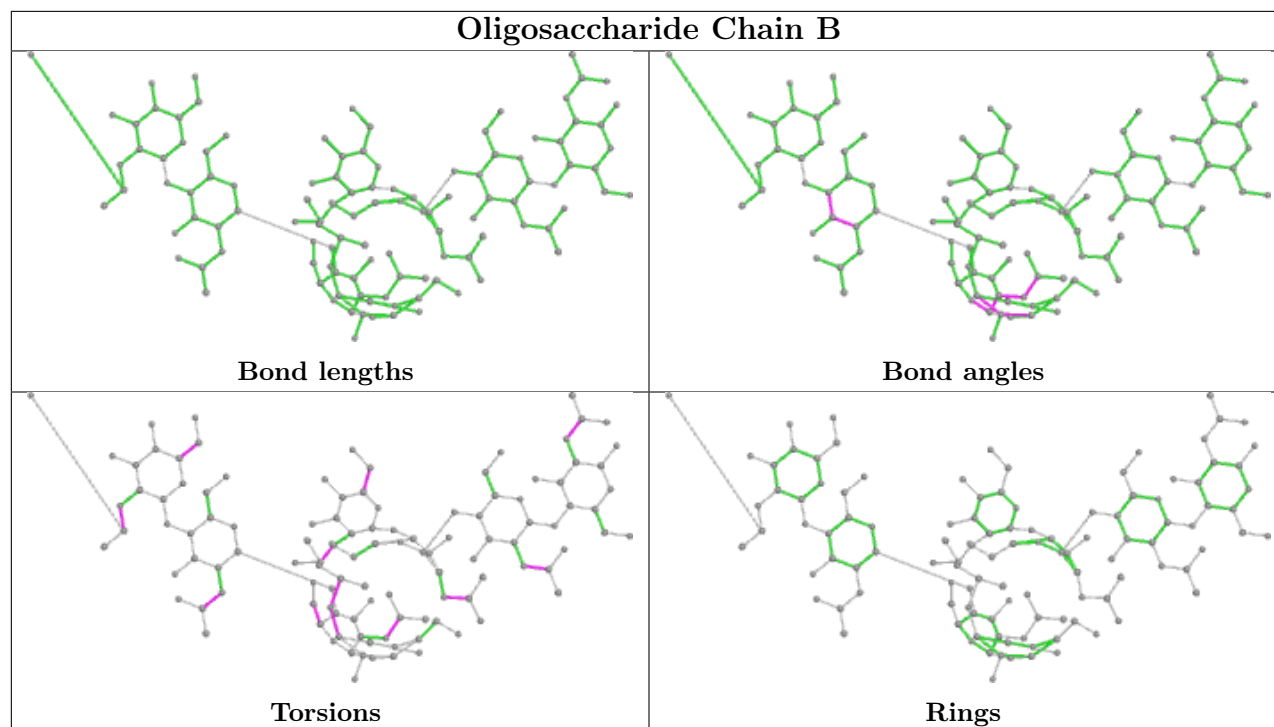 Oligosaccharide Chain B
Bond lengths
Bond angles
Torsions
Rings